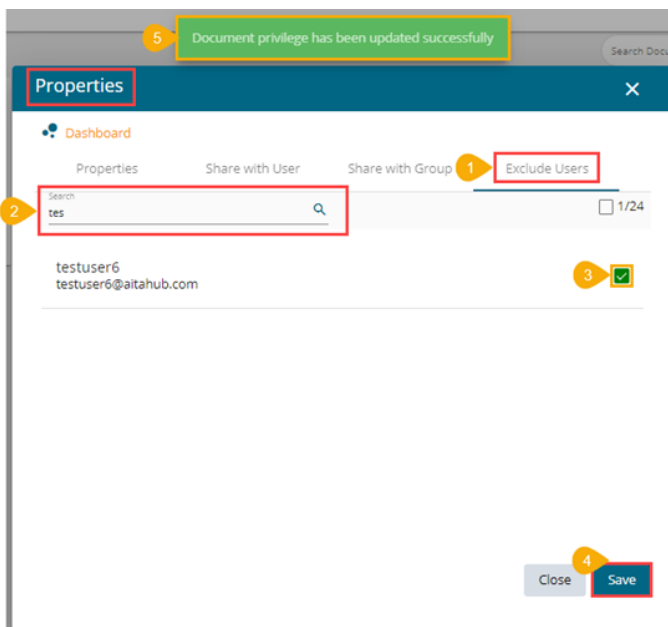 5 Document privilege has been updated successfully
Search Docu
Properties
Dashboard
Properties Share with User Share with Group 1 Exclude Users
Search
2 tes
1/24
testuser6
testuser6@aitahub.com
3
4
Close Save